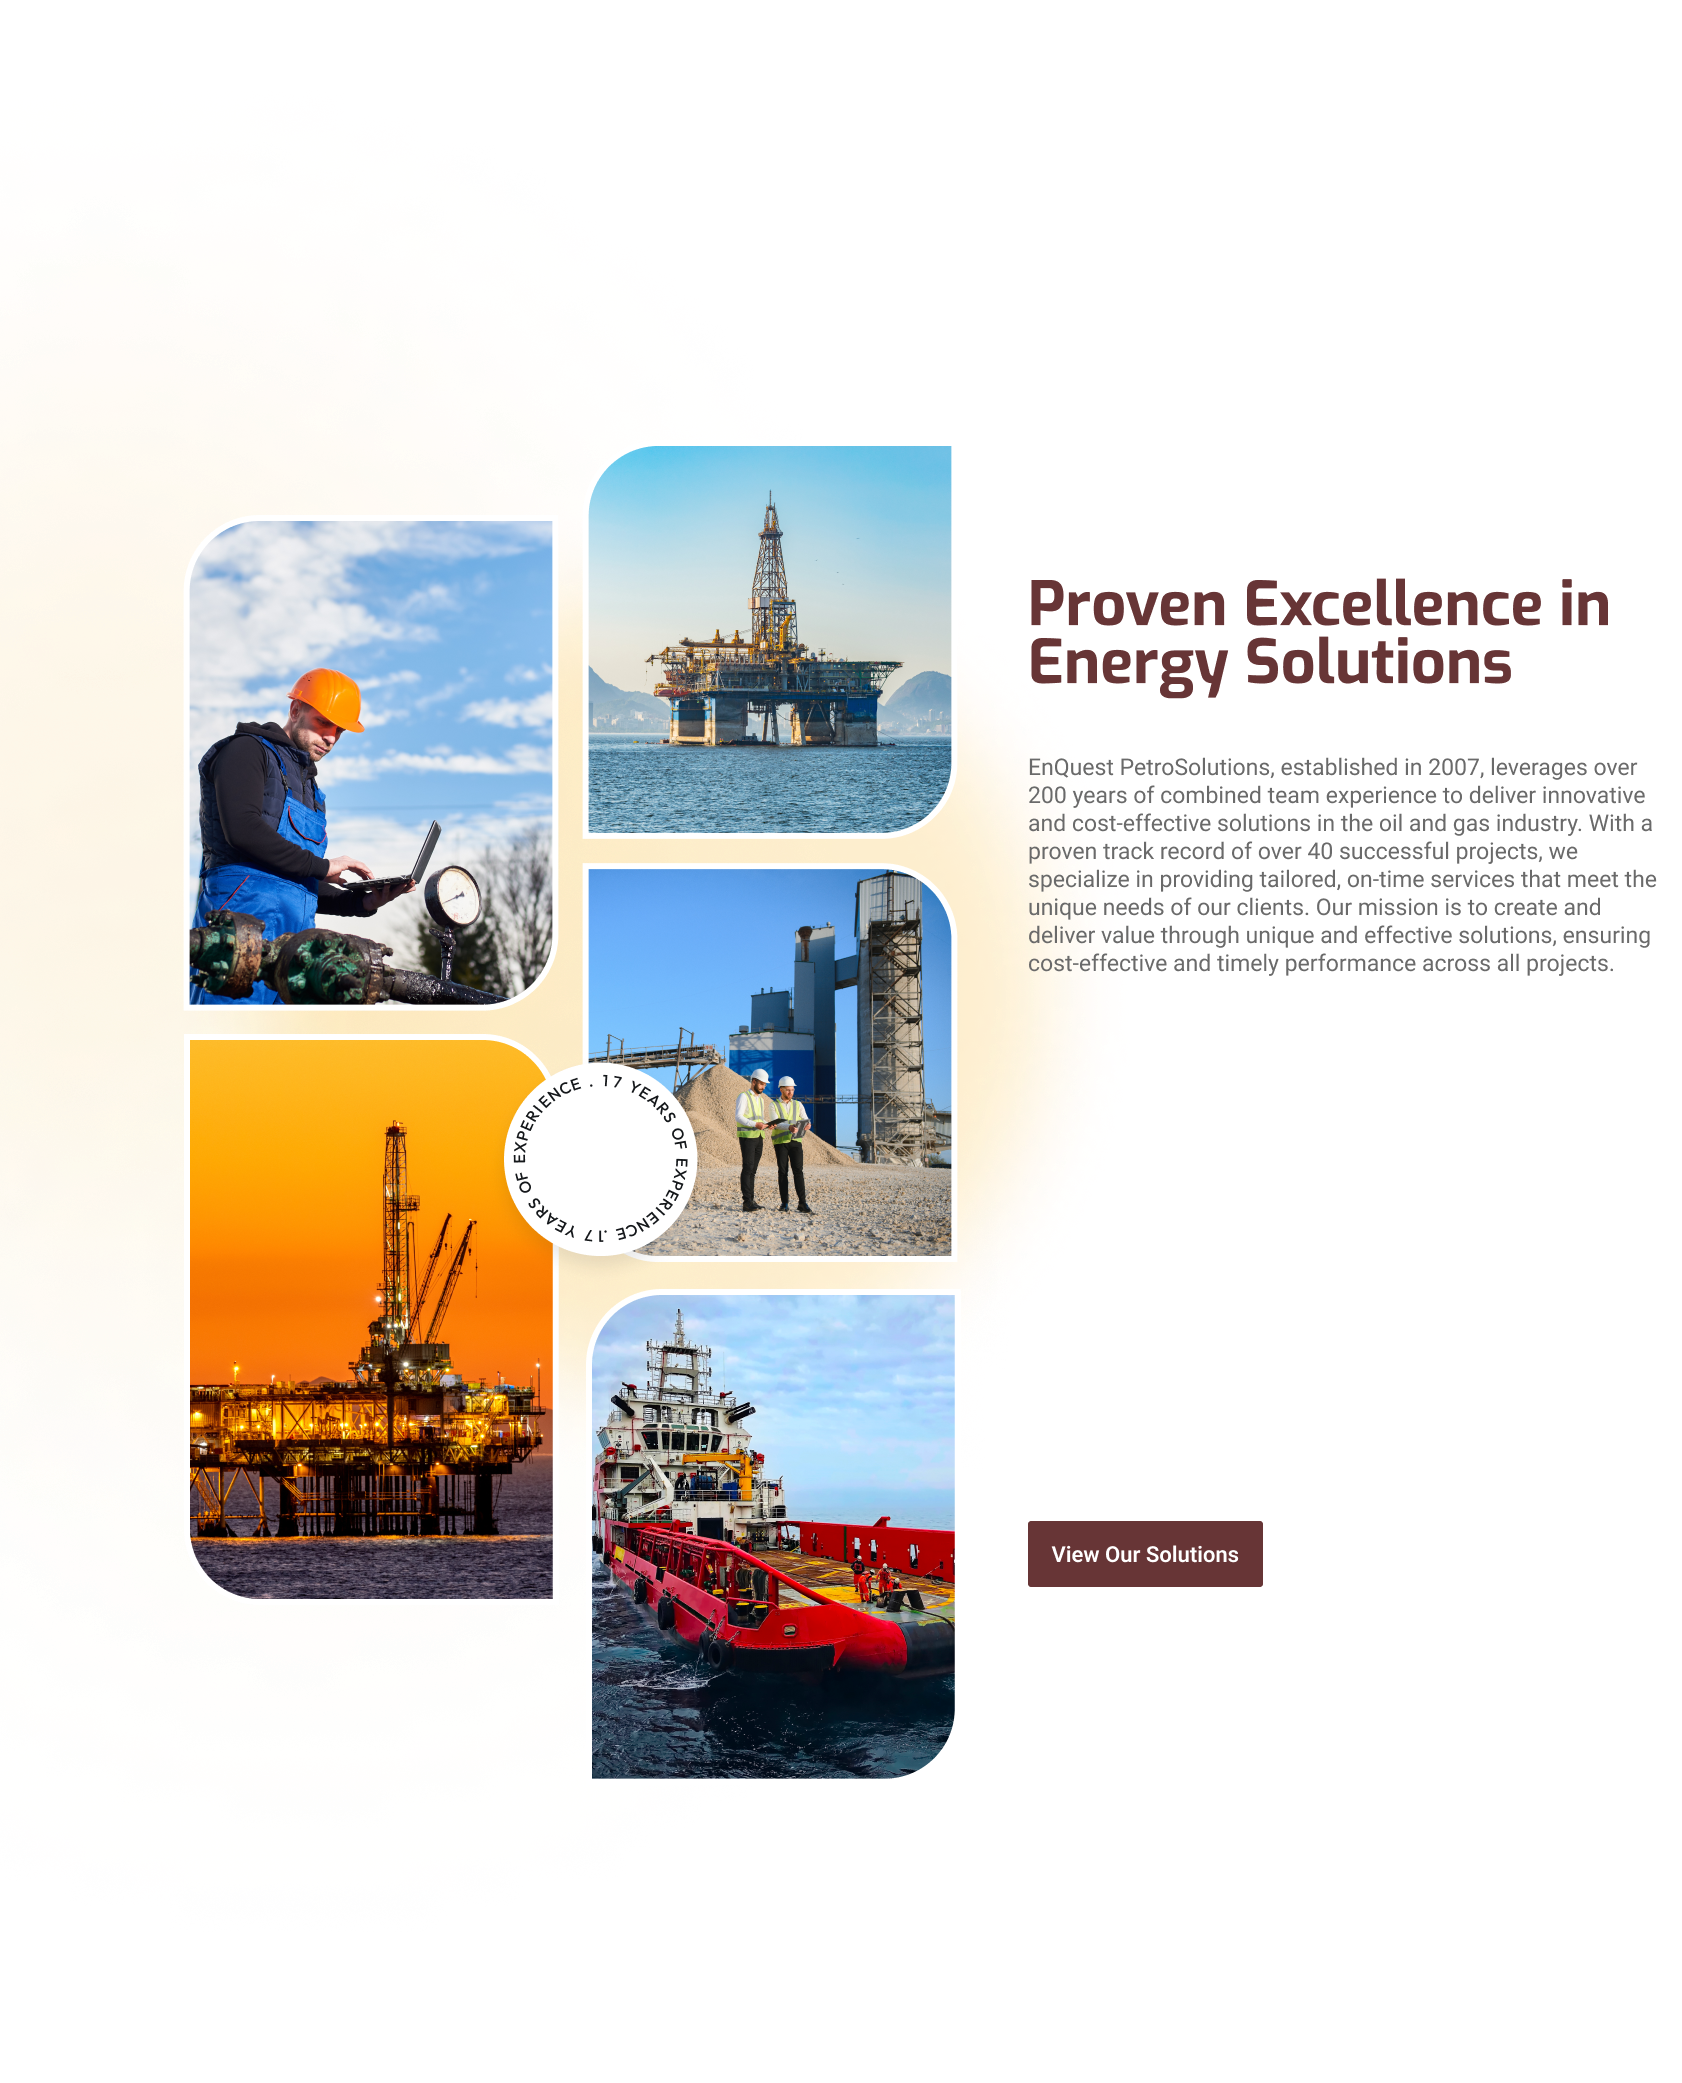 Proven Excellence in
Energy Solutions
EnQuest PetroSolutions, established in 2007, leverages over
200 years of combined team experience to deliver innovative
and cost-effective solutions in the oil and gas industry. With a
proven track record of over 40 successful projects, we
specialize in providing tailored, on-time services that meet the
unique needs of our clients. Our mission is to create and
deliver value through unique and effective solutions, ensuring
cost-effective and timely performance across all projects.
17 YEARS OF EXPERIENCE . 17 YEARS OF EXPERIENCE .
View Our Solutions